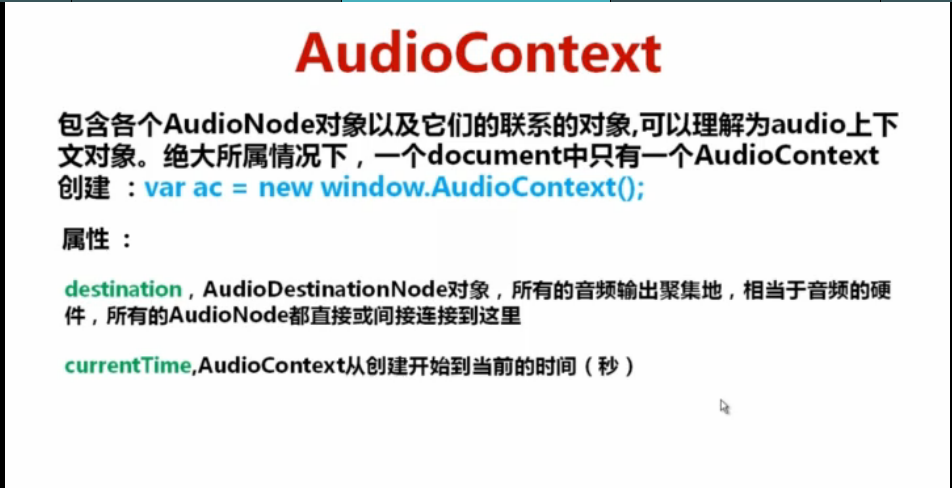 AudioContext
包含各个AudioNode对象以及它们的联系的对象,可以理解为audio上下
文对象。绝大所属情况下，一个document中只有一个AudioContext
创建 ：var ac = new window.AudioContext();
属性 ：
destination，AudioDestinationNode对象，所有的音频输出聚集地，相当于音频的硬
件，所有的AudioNode都直接或间接连接到这里
currentTime,AudioContext从创建开始到当前的时间（秒）